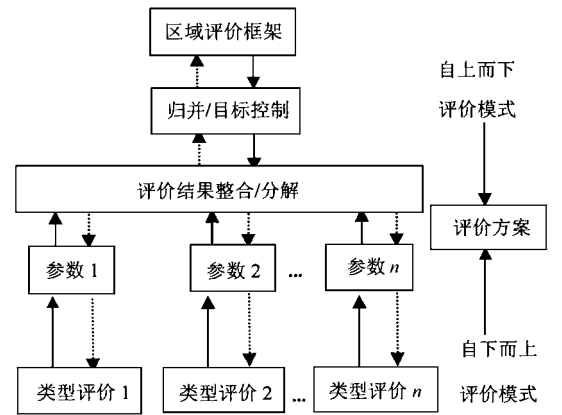 区域评价框架
自上而下
归并/目标控制
评价模式
评价结果整合/分解
评价方案
参数 1
参数 2
...
参数 n
自下而上
类型评价 1
类型评价 2
...
类型评价 n
评价模式